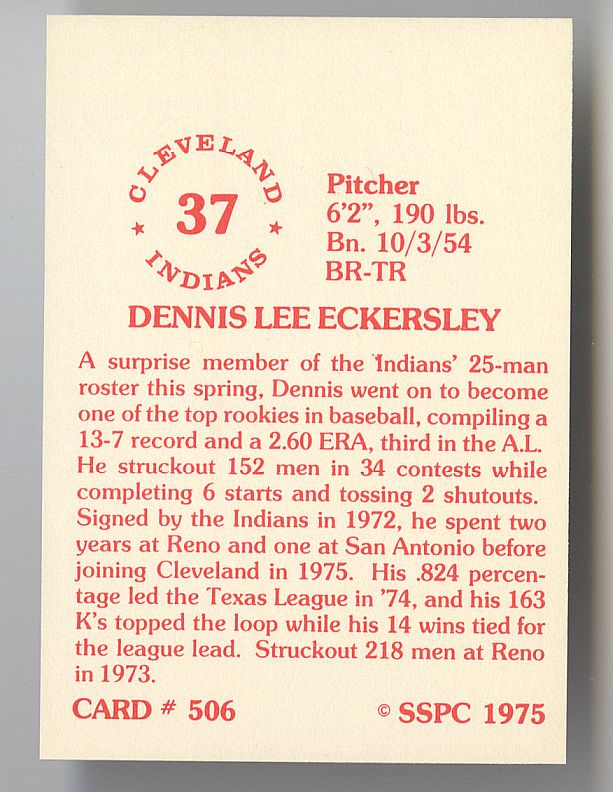 CLEVELAND
37
INDIANS
Pitcher
6'2", 190 lbs.
Bn. 10/3/54
BR-TR
DENNIS LEE ECKERSLEY
A surprise member of the Indians' 25-man
roster this spring, Dennis went on to become
one of the top rookies in baseball, compiling a
13-7 record and a 2.60 ERA, third in the A.L.
He struckout 152 men in 34 contests while
completing 6 starts and tossing 2 shutouts.
Signed by the Indians in 1972, he spent two
years at Reno and one at San Antonio before
joining Cleveland in 1975. His .824 percen-
tage led the Texas League in '74, and his 163
K's topped the loop while his 14 wins tied for
the league lead. Struckout 218 men at Reno
in 1973.
CARD # 506
© SSPC 1975